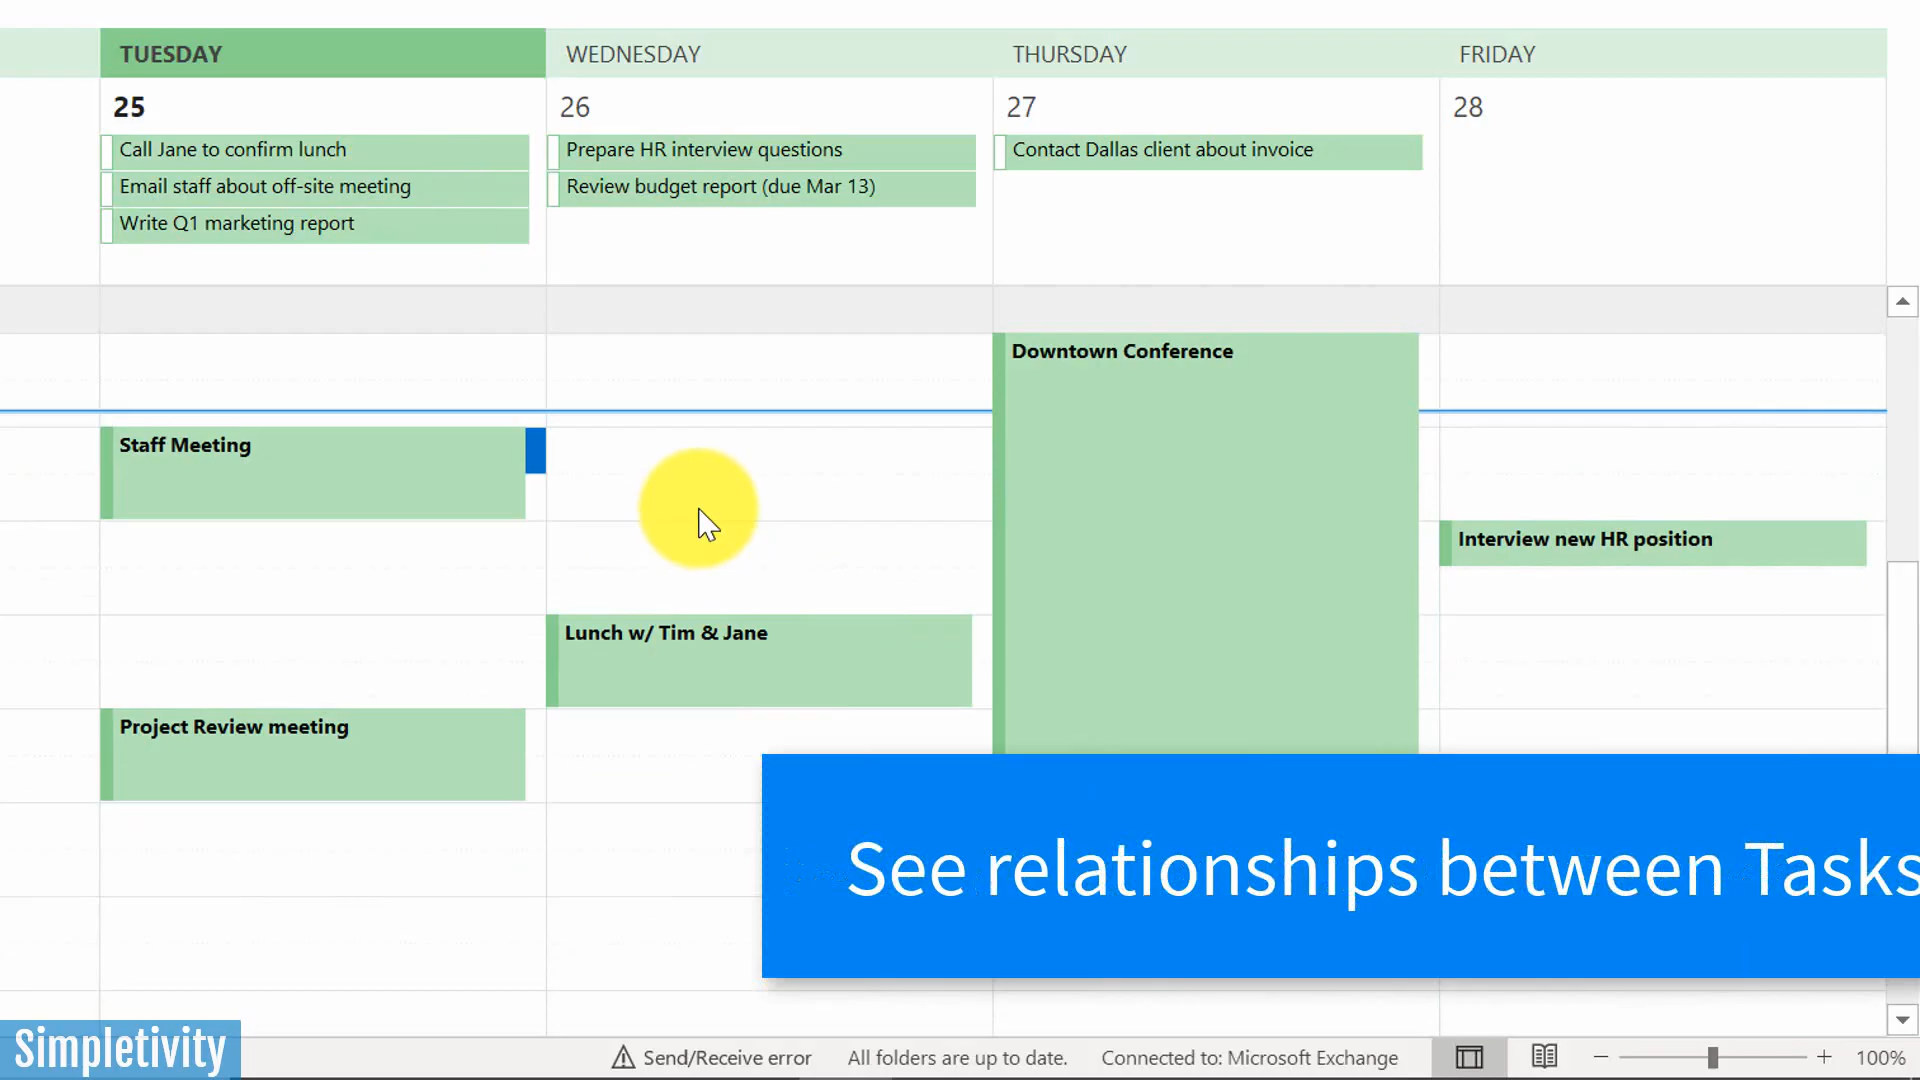 TUESDAY
WEDNESDAY
THURSDAY
FRIDAY
25
26
27
28
Call Jane to confirm lunch
Email staff about off-site meeting
Write Q1 marketing report
Prepare HR interview questions
Review budget report (due Mar 13)
Contact Dallas client about invoice
Downtown Conference
Staff Meeting
Interview new HR position
Lunch w/ Tim & Jane
Project Review meeting
See relationships between Tasks
Simpletivity
Send/Receive error
All folders are up to date.
Connected to: Microsoft Exchange
100%